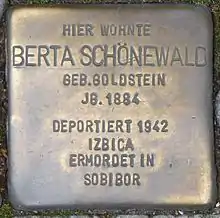 HIER WOHNTE
BERTA SCHÖNEWALD
GEB. GOLDSTEIN
JG. 1884
DEPORTIERT 1942
IZBICA
ERMORDET IN
SOBIBOR